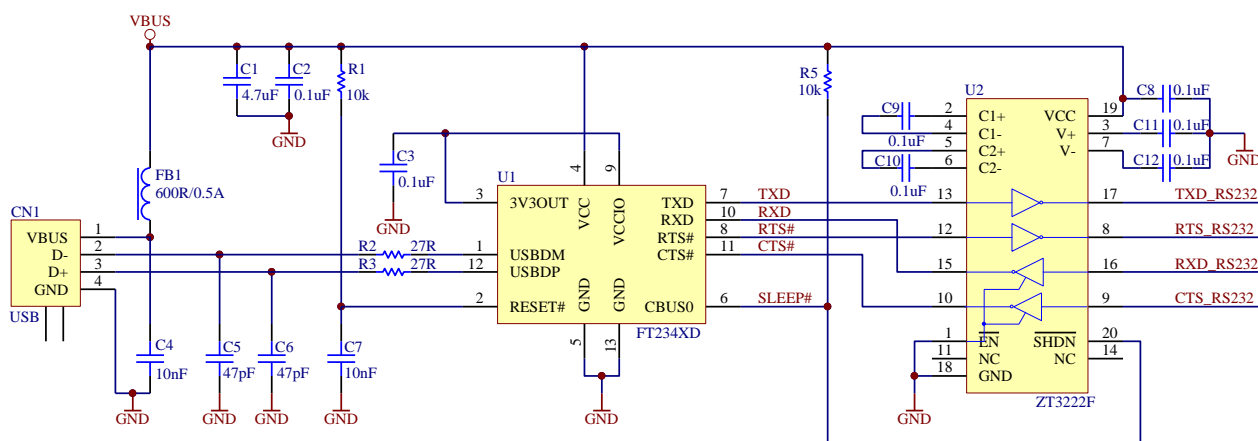 VBUS
C1
4.7uF
C2
0.1uF
R1
10k
R5
10k
U2
C9
0.1uF
C10
0.1uF
2
4
5
6
C1+
C1-
C2+
C2-
VCC
V+
V-
19
3
7
C8
0.1uF
C11
0.1uF
C12
0.1uF
GND
GND
C3
0.1uF
GND
FB1
600R/0.5A
CN1
VBUS
D-
D+
GND
1
2
3
4
USB
U1
4
9
3
3V3OUT
VCC
VCCIO
TXD
RXD
RTS#
CTS#
7
10
8
11
TXD
RXD
RTS#
CTS#
R2
27R
R3
27R
1
12
USBDM
USBDP
2
RESET#
GND
GND
CBUS0
6
SLEEP#
FT234XD
5
13
GND
13
12
15
10
17
8
16
9
TXD_RS232
RTS_RS232
RXD_RS232
CTS_RS232
1
11
18
EN
NC
GND
SHDN
NC
20
14
ZT3222F
GND
C4
10nF
C5
47pF
C6
47pF
C7
10nF
GND
GND
GND
GND